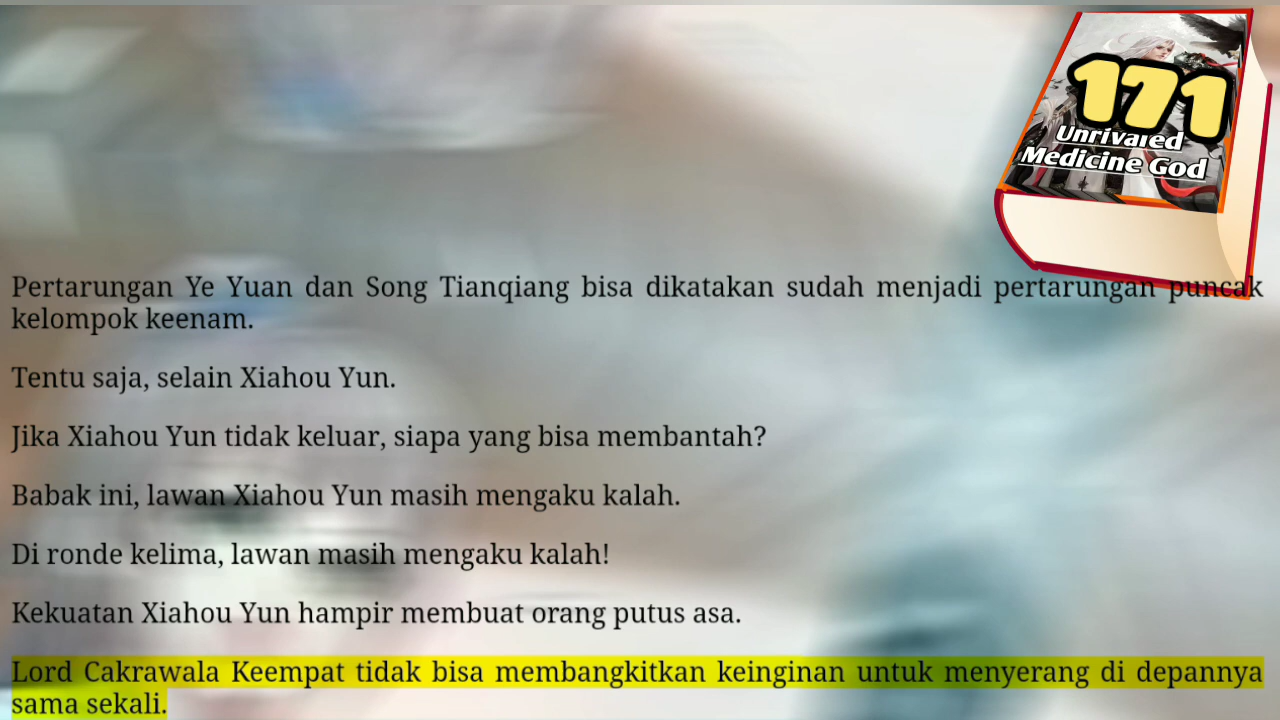 171
Unrivaled
Medicine God
Pertarungan Ye Yuan dan Song Tianqiang bisa dikatakan sudah menjadi pertarungan puncak
kelompok keenam.
Tentu saja, selain Xiahou Yun.
Jika Xiahou Yun tidak keluar, siapa yang bisa membantah?
Babak ini, lawan Xiahou Yun masih mengaku kalah.
Di ronde kelima, lawan masih mengaku kalah!
Kekuatan Xiahou Yun hampir membuat orang putus asa.
Lord Cakrawala Keempat tidak bisa membangkitkan keinginan untuk menyerang di depannya
sama sekali.